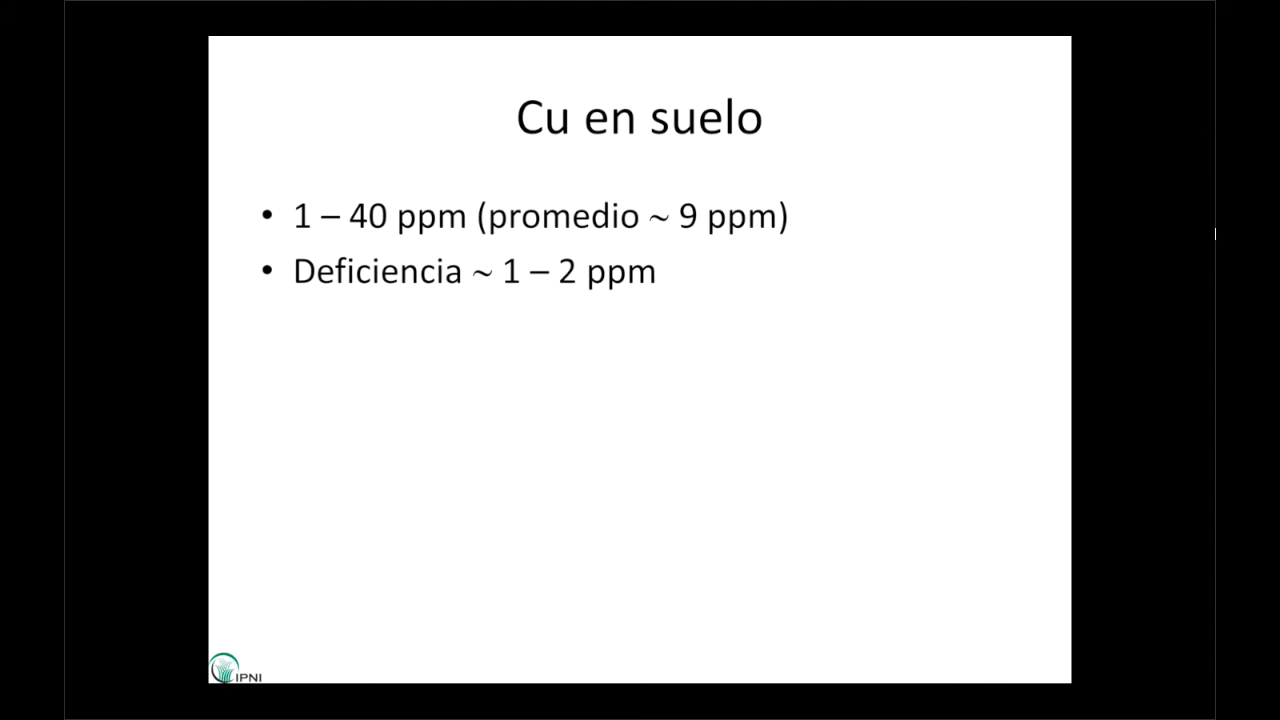 Cu en suelo
• 1 – 40 ppm (promedio ~ 9 ppm)
• Deficiencia ~ 1 – 2 ppm
IPNI